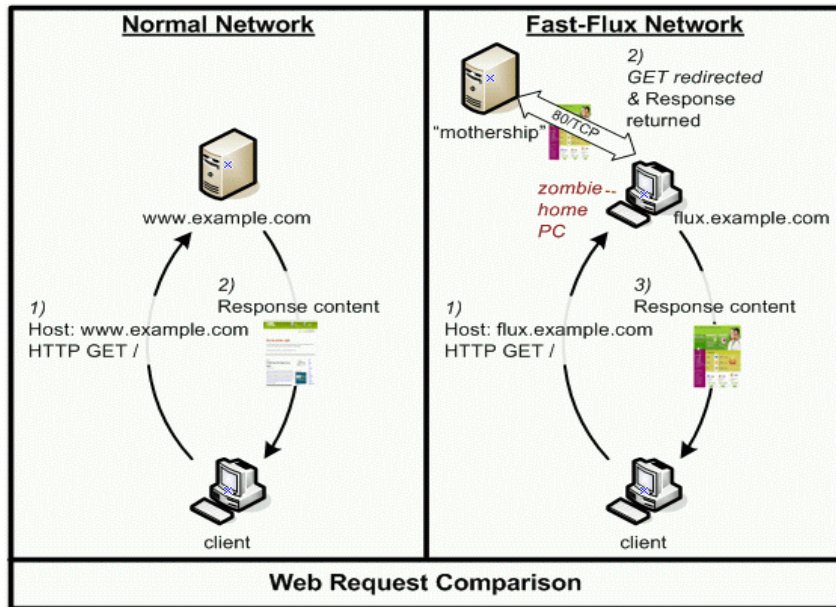 Normal Network
www.example.com
1)
Host: www.example.com
HTTP GET /
2)
Response content
client
Fast-Flux Network
"mothership"
80/TCP
2)
GET redirected
& Response
returned
zombie
home
PC
flux.example.com
1)
Host: flux.example.com
HTTP GET /
3)
Response content
client
Web Request Comparison